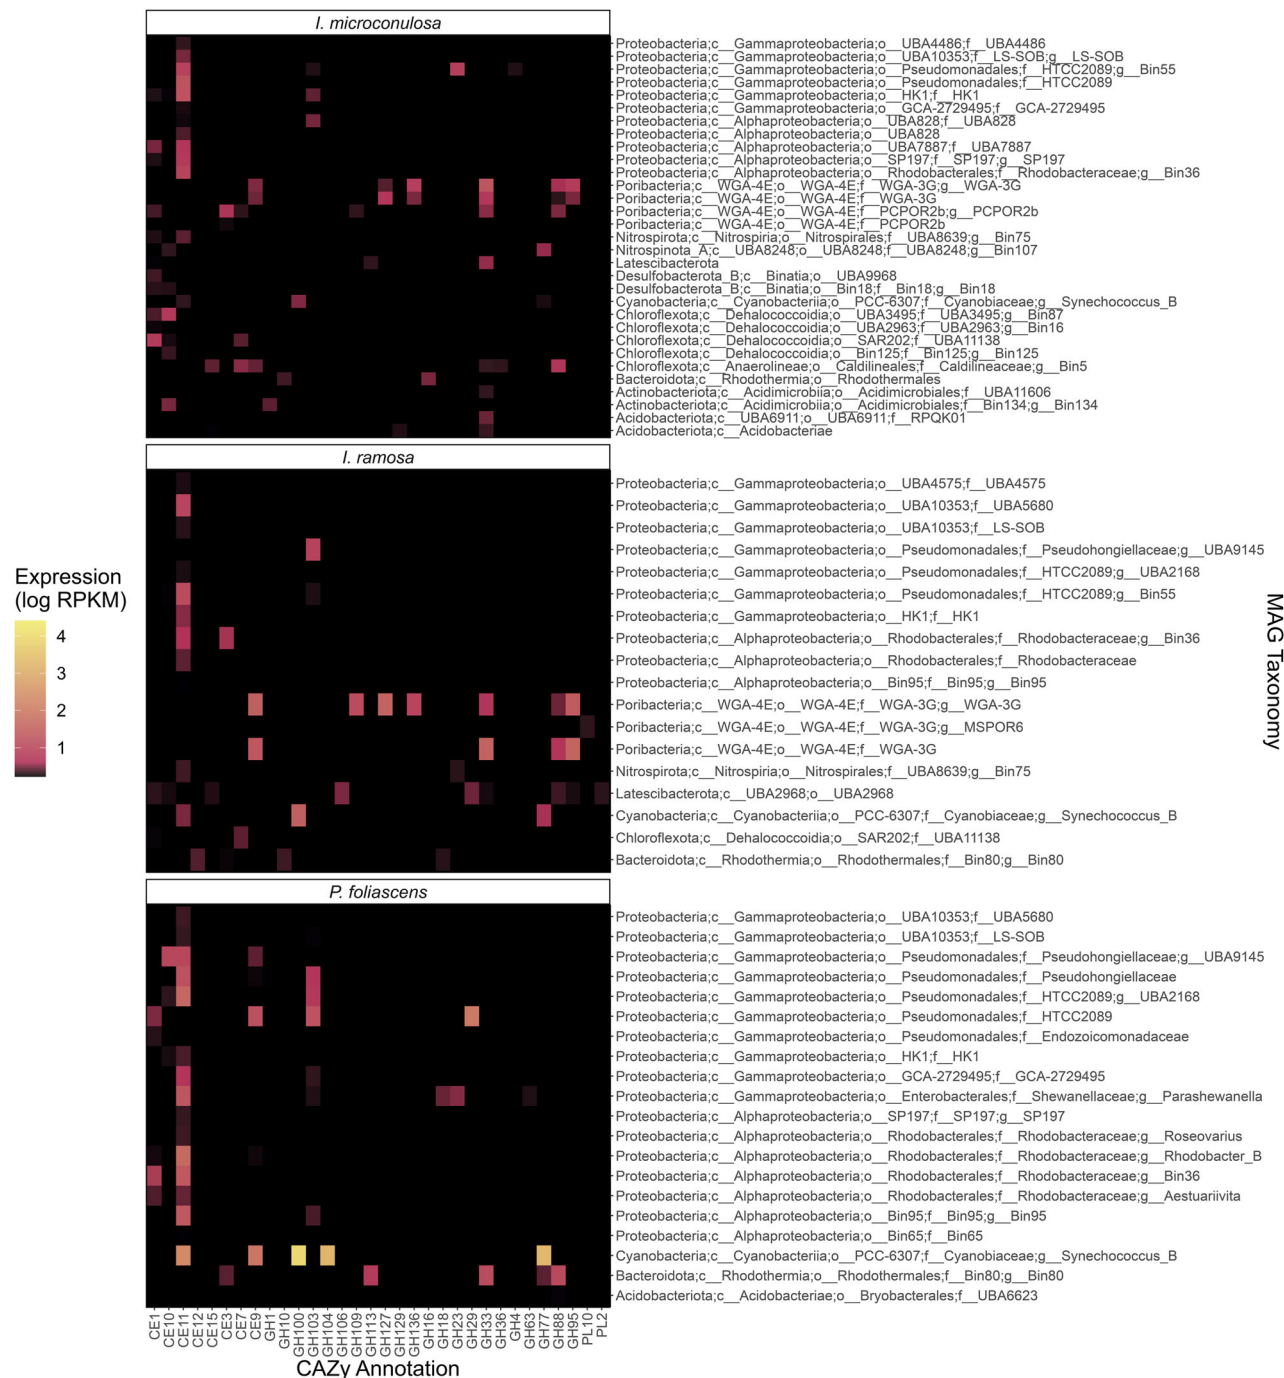 I. microconulosa
Proteobacteria;c__Gammaproteobacteria;o__UBA4486;f__UBA4486
Proteobacteria;c__Gammaproteobacteria;o__UBA10353;f__LS-SOB;g__LS-SOB
Proteobacteria;c__Gammaproteobacteria;o__Pseudomonadales;f__HTCC2089;g__Bin55
Proteobacteria;c__Gammaproteobacteria;o__Pseudomonadales;f__HTCC2089
Proteobacteria;c__Gammaproteobacteria;o__HK1;f__HK1
Proteobacteria;c__Gammaproteobacteria;o__GCA-2729495;f__GCA-2729495
Proteobacteria;c__Alphaproteobacteria;o__UBA828;f__UBA828
Proteobacteria;c__Alphaproteobacteria;o__UBA828
Proteobacteria;c__Alphaproteobacteria;o__UBA7887;f__UBA7887
Proteobacteria;c__Alphaproteobacteria;o__SP197;f__SP197;g__SP197
Proteobacteria;c__Alphaproteobacteria;o__Rhodobacterales;f__Rhodobacteraceae;g__Bin36
Poribacteria;c__WGA-4E;o__WGA-4E;f__WGA-3G;g__WGA-3G
Poribacteria;c__WGA-4E;o__WGA-4E;f__WGA-3G
Poribacteria;c__WGA-4E;o__WGA-4E;f__PCPOR2b;g__PCPOR2b
Poribacteria;c__WGA-4E;o__WGA-4E;f__PCPOR2b
Nitrospirota;c__Nitrospiria;o__Nitrospirales;f__UBA8639;g__Bin75
Nitrospinota_A;c__UBA8248;o__UBA8248;f__UBA8248;g__Bin107
Latescibacterota
Desulfobacterota_B;c__Binatia;o__UBA9968
Desulfobacterota_B;c__Binatia;o__Bin18;f__Bin18;g__Bin18
Cyanobacteria;c__Cyanobacteriia;o__PCC-6307;f__Cyanobiaceae;g__Synechococcus_B
Chloroflexota;c__Dehalococcoidia;o__UBA3495;f__UBA3495;g__Bin87
Chloroflexota;c__Dehalococcoidia;o__UBA2963;f__UBA2963;g__Bin16
Chloroflexota;c__Dehalococcoidia;o__SAR202;f__UBA11138
Chloroflexota;c__Dehalococcoidia;o__Bin125;f__Bin125;g__Bin125
Chloroflexota;c__Anaerolineae;o__Caldilineales;f__Caldilineaceae;g__Bin5
Bacteroidota;c__Rhodothermia;o__Rhodothermales
Actinobacteriota;c__Acidimicrobiia;o__Acidimicrobiales;f__UBA11606
Actinobacteriota;c__Acidimicrobiia;o__Acidimicrobiales;f__Bin134;g__Bin134
Acidobacteriota;c__UBA6911;o__UBA6911;f__RPQK01
Acidobacteriota;c__Acidobacteriae
I. ramosa
Proteobacteria;c__Gammaproteobacteria;o__UBA4575;f__UBA4575
Proteobacteria;c__Gammaproteobacteria;o__UBA10353;f__UBA5680
Proteobacteria;c__Gammaproteobacteria;o__UBA10353;f__LS-SOB
Proteobacteria;c__Gammaproteobacteria;o__Pseudomonadales;f__Pseudohongiellaceae;g__UBA9145
Proteobacteria;c__Gammaproteobacteria;o__Pseudomonadales;f__HTCC2089;g__UBA2168
Proteobacteria;c__Gammaproteobacteria;o__Pseudomonadales;f__HTCC2089;g__Bin55
Proteobacteria;c__Gammaproteobacteria;o__HK1;f__HK1
Proteobacteria;c__Alphaproteobacteria;o__Rhodobacterales;f__Rhodobacteraceae;g__Bin36
Proteobacteria;c__Alphaproteobacteria;o__Rhodobacterales;f__Rhodobacteraceae
Proteobacteria;c__Alphaproteobacteria;o__Bin95;f__Bin95;g__Bin95
Poribacteria;c__WGA-4E;o__WGA-4E;f__WGA-3G;g__WGA-3G
Poribacteria;c__WGA-4E;o__WGA-4E;f__WGA-3G;g__MSPOR6
Poribacteria;c__WGA-4E;o__WGA-4E;f__WGA-3G
Nitrospirota;c__Nitrospiria;o__Nitrospirales;f__UBA8639;g__Bin75
Latescibacterota;c__UBA2968;o__UBA2968
Cyanobacteria;c__Cyanobacteriia;o__PCC-6307;f__Cyanobiaceae;g__Synechococcus_B
Chloroflexota;c__Dehalococcoidia;o__SAR202;f__UBA11138
Bacteroidota;c__Rhodothermia;o__Rhodothermales;f__Bin80;g__Bin80
P. foliascens
Proteobacteria;c__Gammaproteobacteria;o__UBA10353;f__UBA5680
Proteobacteria;c__Gammaproteobacteria;o__UBA10353;f__LS-SOB
Proteobacteria;c__Gammaproteobacteria;o__Pseudomonadales;f__Pseudohongiellaceae;g__UBA9145
Proteobacteria;c__Gammaproteobacteria;o__Pseudomonadales;f__Pseudohongiellaceae
Proteobacteria;c__Gammaproteobacteria;o__Pseudomonadales;f__HTCC2089;g__UBA2168
Proteobacteria;c__Gammaproteobacteria;o__Pseudomonadales;f__HTCC2089
Proteobacteria;c__Gammaproteobacteria;o__Pseudomonadales;f__Endozoicomonadaceae
Proteobacteria;c__Gammaproteobacteria;o__HK1;f__HK1
Proteobacteria;c__Gammaproteobacteria;o__GCA-2729495;f__GCA-2729495
Proteobacteria;c__Gammaproteobacteria;o__Enterobacterales;f__Shewanellaceae;g__Parashewanella
Proteobacteria;c__Alphaproteobacteria;o__SP197;f__SP197;g__SP197
Proteobacteria;c__Alphaproteobacteria;o__Rhodobacterales;f__Rhodobacteraceae;g__Roseovarius
Proteobacteria;c__Alphaproteobacteria;o__Rhodobacterales;f__Rhodobacteraceae;g__Rhodobacter_B
Proteobacteria;c__Alphaproteobacteria;o__Rhodobacterales;f__Rhodobacteraceae;g__Bin36
Proteobacteria;c__Alphaproteobacteria;o__Rhodobacterales;f__Rhodobacteraceae;g__Aestuariivita
Proteobacteria;c__Alphaproteobacteria;o__Bin95;f__Bin95;g__Bin95
Proteobacteria;c__Alphaproteobacteria;o__Bin65;f__Bin65
Cyanobacteria;c__Cyanobacteriia;o__PCC-6307;f__Cyanobiaceae;g__Synechococcus_B
Bacteroidota;c__Rhodothermia;o__Rhodothermales;f__Bin80;g__Bin80
Acidobacteriota;c__Acidobacteriae;o__Bryobacterales;f__UBA6623
Expression
(log RPKM)
4
3
2
1
MAG Taxonomy
CE1
CE10
CE11
CE12
CE15
CE3
CE7
CE9
GH1
GH10
GH100
GH103
GH104
GH106
GH109
GH113
GH127
GH129
GH136
GH16
GH18
GH23
GH29
GH33
GH36
GH4
GH63
GH77
GH88
GH95
PL10
PL2
CAZy Annotation